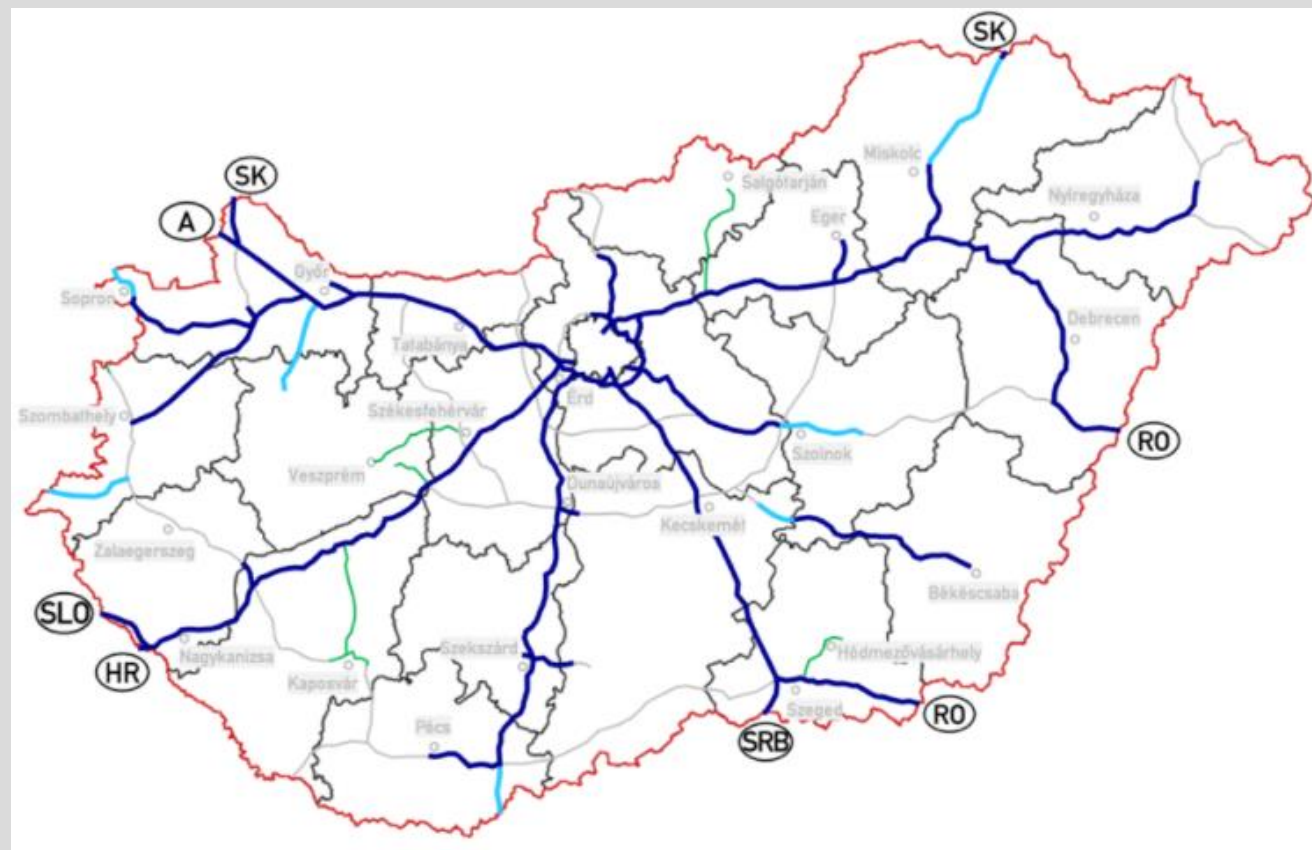 SK
SK
A
Miskolc
Salgótarján
Nyíregyháza
Eger
Győr
Sopron
Debrecen
Tatabánya
Érd
Székesfehérvár
Szombathely
Szolnok
RO
Veszprém
Dunaújváros
Kecskemét
Zalaegerszeg
Békéscsaba
SLO
HR
Nagykanizsa
Szekszárd
Hódmezővásárhely
Kaposvár
Szeged
RO
Pécs
SRB